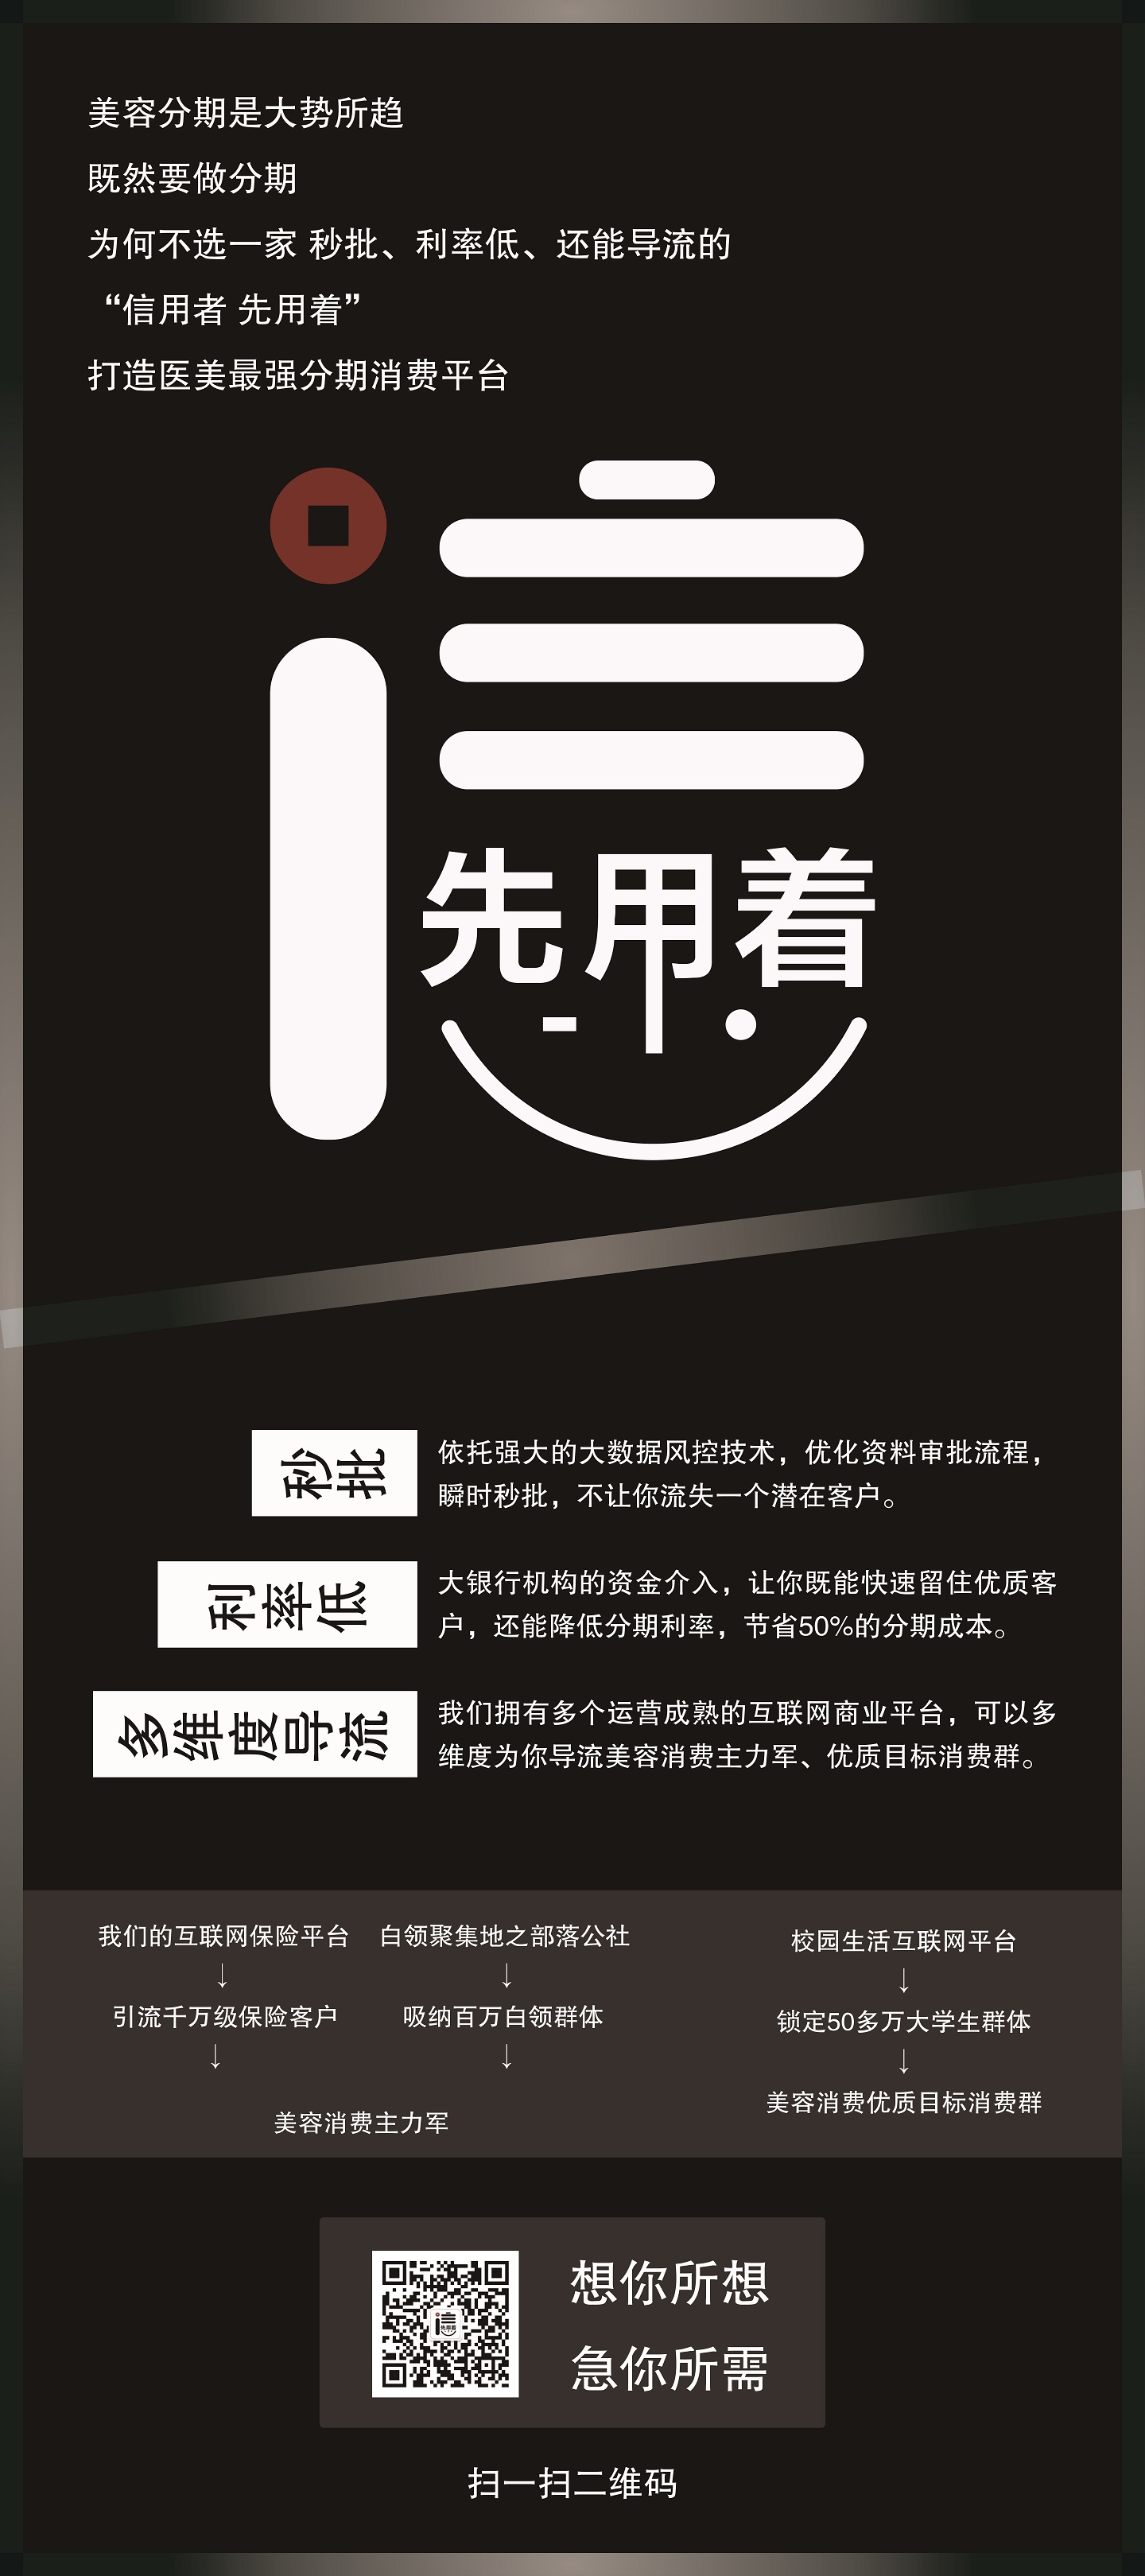 美容分期是大势所趋
既然要做分期
为何不选一家 秒批、利率低、还能导流的
“信用者 先用着”
打造医美最强分期消费平台
先用着
秒批
依托强大的大数据风控技术，优化资料审批流程，
瞬时秒批，不让你流失一个潜在客户。
利率低
大银行机构的资金介入，让你既能快速留住优质客
户，还能降低分期利率，节省50%的分期成本。
多维度导流
我们拥有多个运营成熟的互联网商业平台，可以多
维度为你导流美容消费主力军、优质目标消费群。
我们的互联网保险平台
↓
引流千万级保险客户
↓
白领聚集地之部落公社
↓
吸纳百万白领群体
↓
美容消费主力军
校园生活互联网平台
↓
锁定50多万大学生群体
↓
美容消费优质目标消费群
先用着
想你所想
急你所需
扫一扫二维码